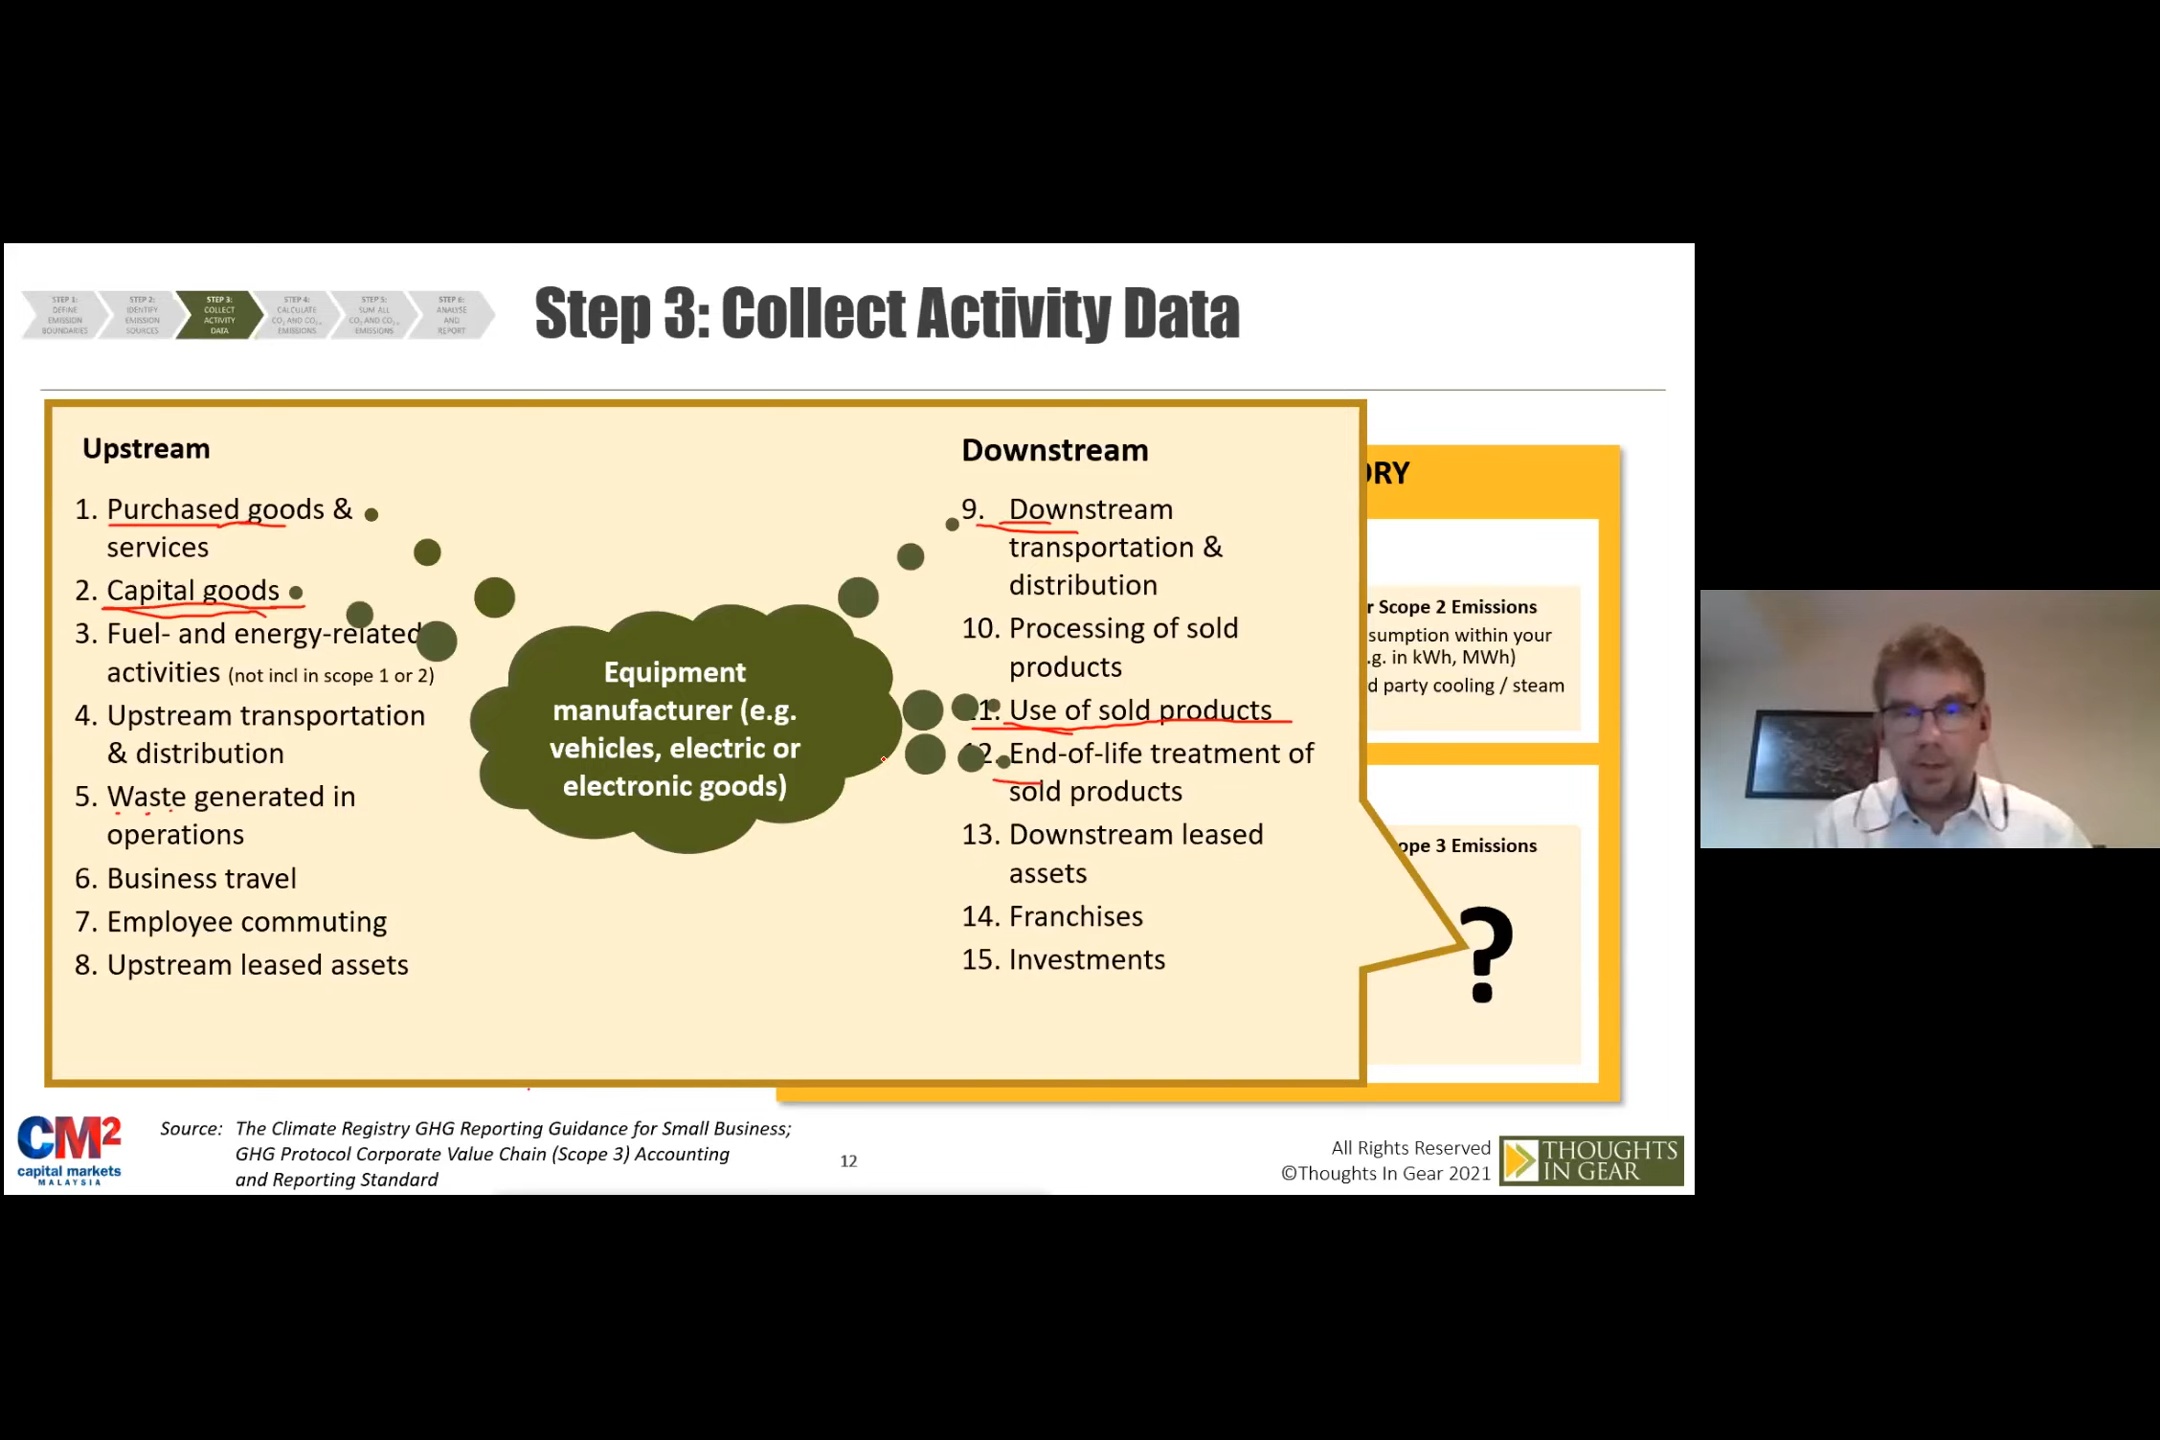 STEP 1:
DEFINE
EMISSION
BOUNDARIES
STEP 2:
IDENTIFY
EMISSION
SOURCES
STEP 3:
COLLECT
ACTIVITY
DATA
STEP 4:
CALCULATE
EMISSIONS
STEP 5:
SUM ALL
EMISSIONS
STEP 6:
ANALYSE
AND
REPORT
Step 3: Collect Activity Data
Upstream
1. Purchased goods &
services
2. Capital goods
3. Fuel- and energy-related
activities (not incl in scope 1 or 2)
4. Upstream transportation
& distribution
5. Waste generated in
operations
6. Business travel
7. Employee commuting
8. Upstream leased assets
Equipment
manufacturer (e.g.
vehicles, electric or
electronic goods)
Downstream
9. Downstream
transportation &
distribution
10. Processing of sold
products
11. Use of sold products
12. End-of-life treatment of
sold products
13. Downstream leased
assets
14. Franchises
15. Investments
ORY
r Scope 2 Emissions
sumption within your
.g. in kWh, MWh)
d party cooling / steam
ope 3 Emissions
?
CM2
capital markets
MALAYSIA
Source: The Climate Registry GHG Reporting Guidance for Small Business;
GHG Protocol Corporate Value Chain (Scope 3) Accounting
and Reporting Standard
12
All Rights Reserved
©Thoughts In Gear 2021
THOUGHTS
IN GEAR